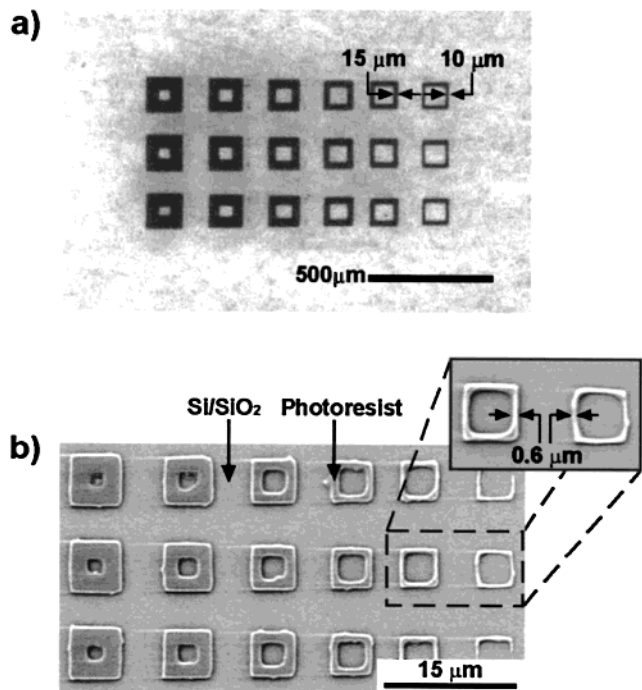 a)
15 μm 10 μm
500μm
Si/SiO₂ Photoresist
0.6 μm
b)
15 μm